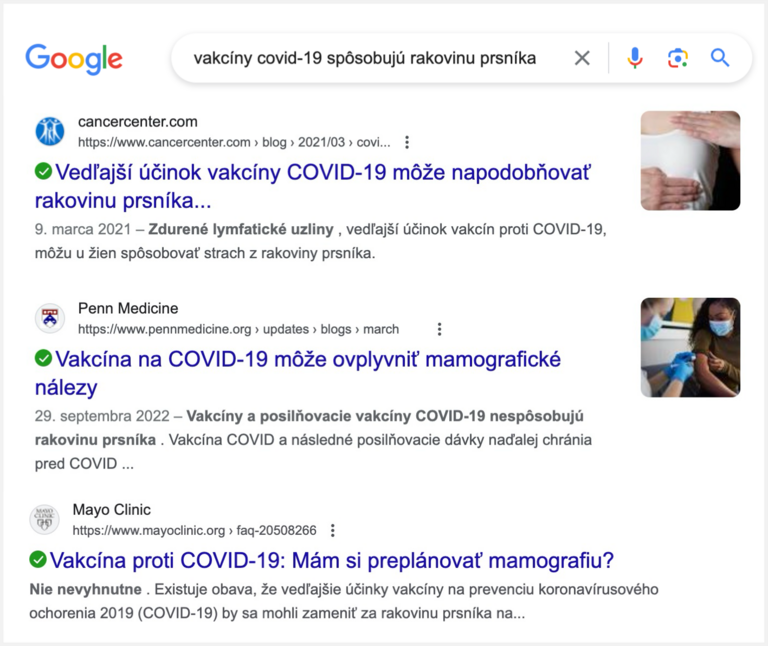 Google
vakcíny covid-19 spôsobujú rakovinu prsníka
cancercenter.com
https://www.cancercenter.com › blog › 2021/03 › covi...
Vedľajší účinok vakcíny COVID-19 môže napodobňovať
rakovinu prsníka...
9. marca 2021 – Zdurené lymfatické uzliny , vedľajší účinok vakcín proti COVID-19,
môžu u žien spôsobovať strach z rakoviny prsníka.
Penn Medicine
https://www.pennmedicine.org › updates › blogs › march
Vakcína na COVID-19 môže ovplyvniť mamografické
nálezy
29. septembra 2022 – Vakcíny a posilňovacie vakcíny COVID-19 nespôsobujú
rakovinu prsníka . Vakcína COVID a následné posilňovacie dávky naďalej chránia
pred COVID ...
MAYO
CLINIC
Mayo Clinic
https://www.mayoclinic.org › faq-20508266
Vakcína proti COVID-19: Mám si preplánovať mamografiu?
Nie nevyhnutne . Existuje obava, že vedľajšie účinky vakcíny na prevenciu koronavírusového
ochorenia 2019 (COVID-19) by sa mohli zameniť za rakovinu prsníka na...